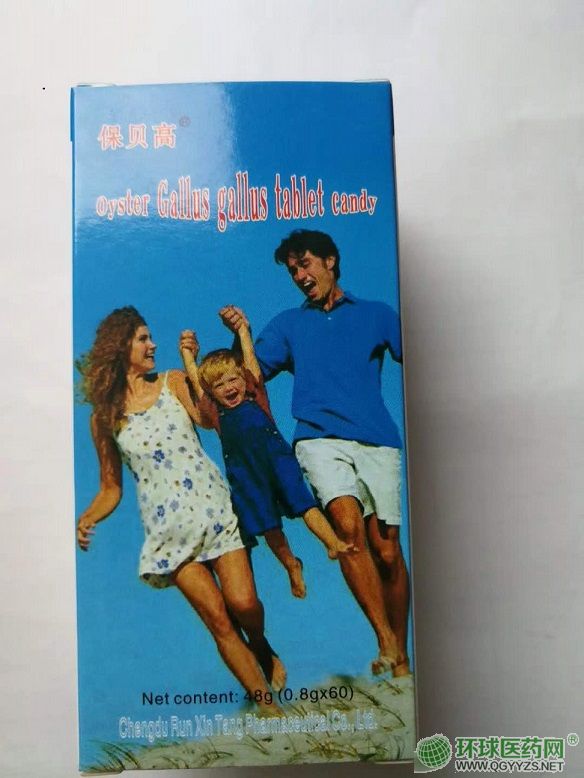 保贝高®
Oyster Gallus gallus tablet candy
Net content: 48g (0.8gx60)
Chengdu Run Xin Tang Pharmaceutical Co., Ltd.
环球医药网®
WWW.QGYYZS.NET